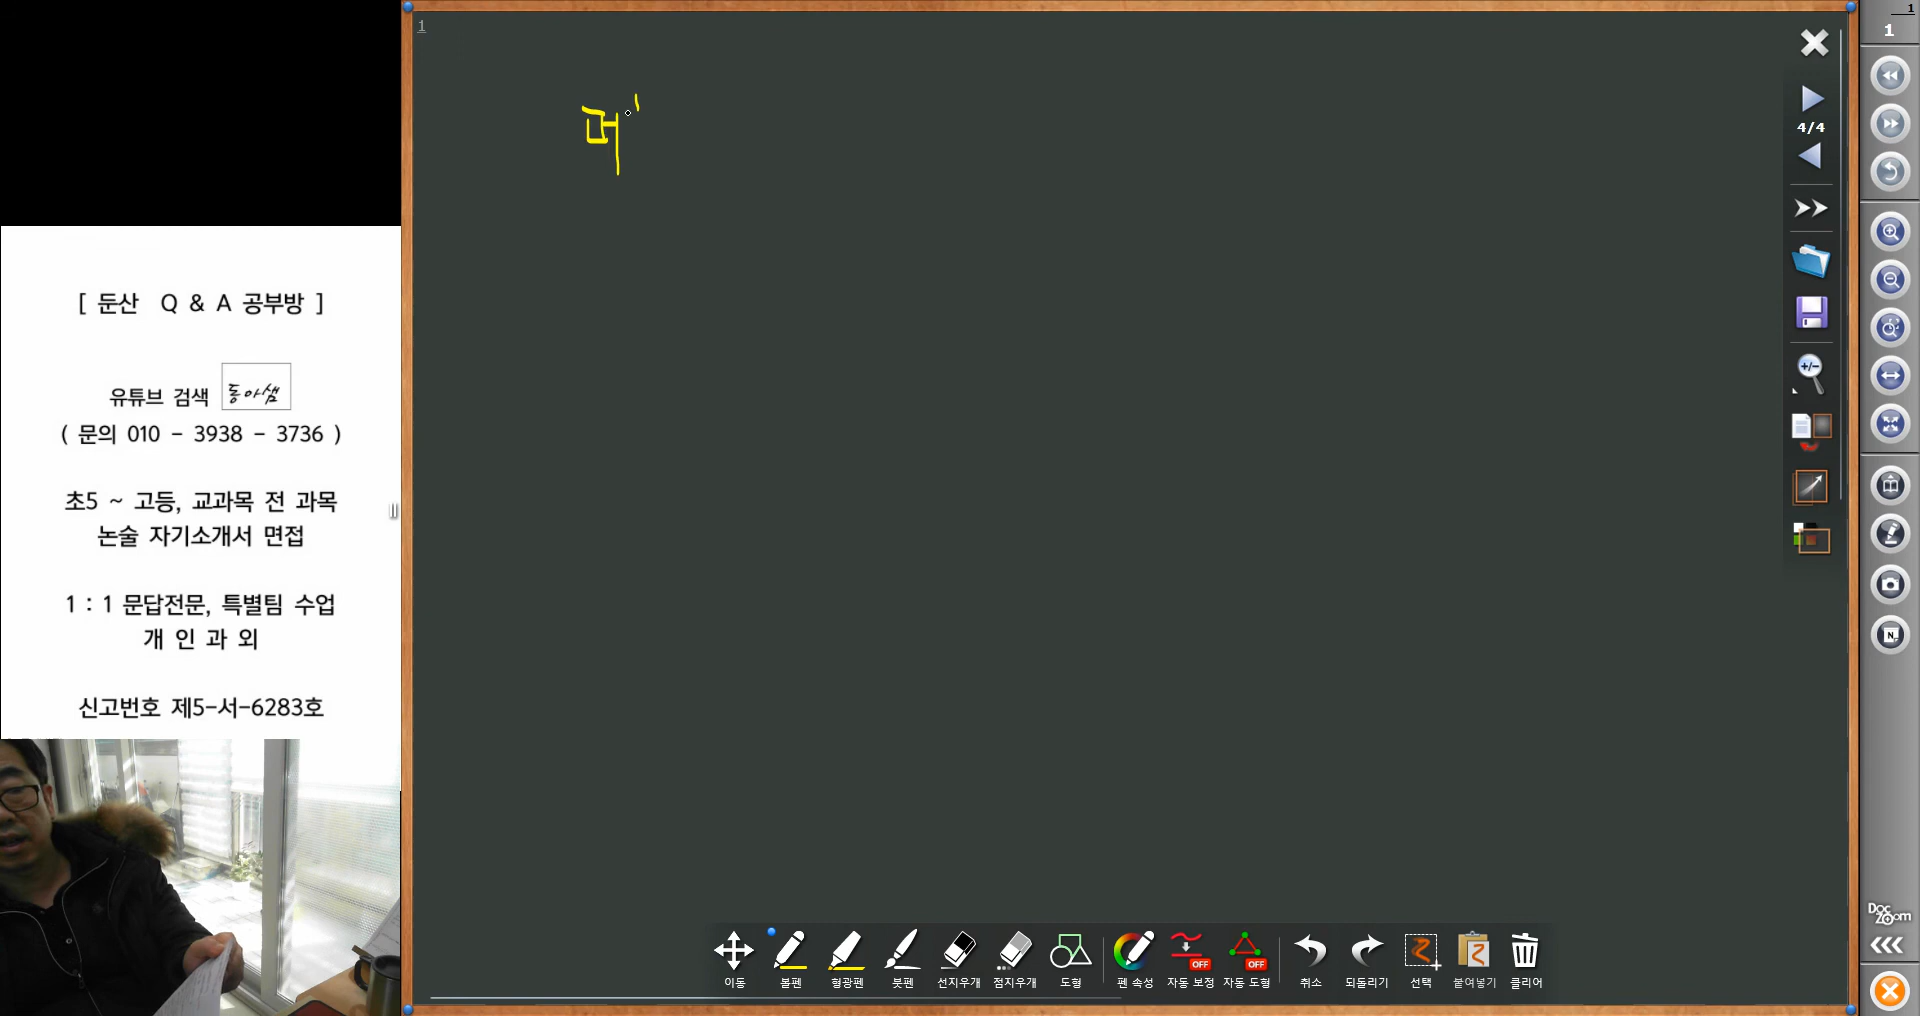 1
[ 둔산 Q & A 공부방 ]
유튜브 검색 동아샘
( 문의 010 - 3938 - 3736 )
초5 ~ 고등, 교과목 전 과목
논술 자기소개서 면접
1 : 1 문답전문, 특별팀 수업
개 인 과 외
신고번호 제5-서-6283호
4/4
+/-
이동
볼펜
형광펜
붓펜
선지우개
점지우개
도형
펜 속성
OFF
자동 보정
OFF
자동 도형
취소
되돌리기
선택
붙여넣기
클리어
1
1
N
Doc Zoom